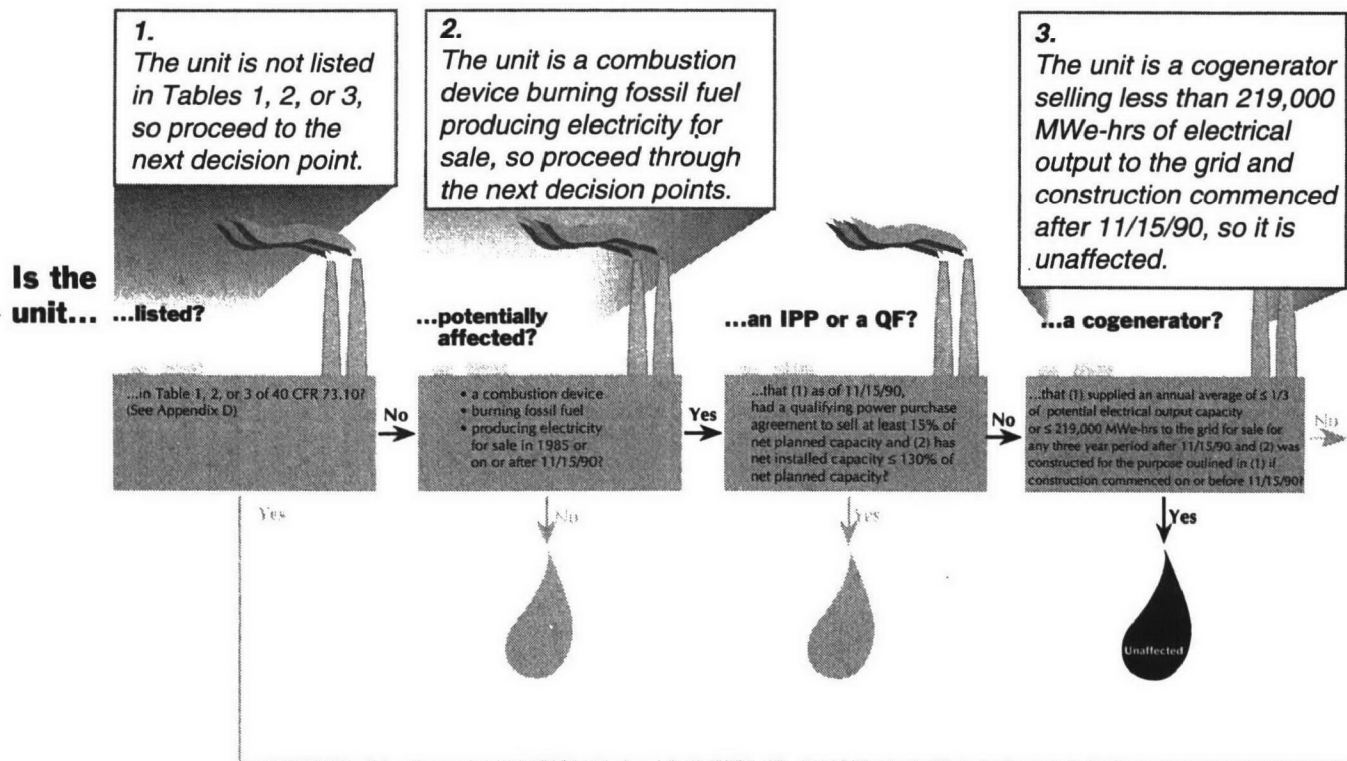 1.
The unit is not listed
in Tables 1, 2, or 3,
so proceed to the
next decision point.
2.
The unit is a combustion
device burning fossil fuel
producing electricity for
sale, so proceed through
the next decision points.
3.
The unit is a cogenerator
selling less than 219,000
MWe-hrs of electrical
output to the grid and
construction commenced
after 11/15/90, so it is
unaffected.
Is the
unit...
...listed?
...potentially
affected?
...an IPP or a QF?
...a cogenerator?
...in Table 1, 2, or 3 of 40 CFR 73.10?
(See Appendix D)
No
• a combustion device
• burning fossil fuel
• producing electricity
for sale in 1985 or
on or after 11/15/90?
Yes
...that (1) as of 11/15/90,
had a qualifying power purchase
agreement to sell at least 15% of
net planned capacity and (2) has
net installed capacity ≤ 130% of
net planned capacity?
No
...that (1) supplied an annual average of ≤ 1/3
of potential electrical output capacity
or ≤ 219,000 MWe-hrs to the grid for sale for
any three year period after 11/15/90 and (2) was
constructed for the purpose outlined in (1) if
construction commenced on or before 11/15/90?
No
Yes
No
Yes
Yes
Unaffected